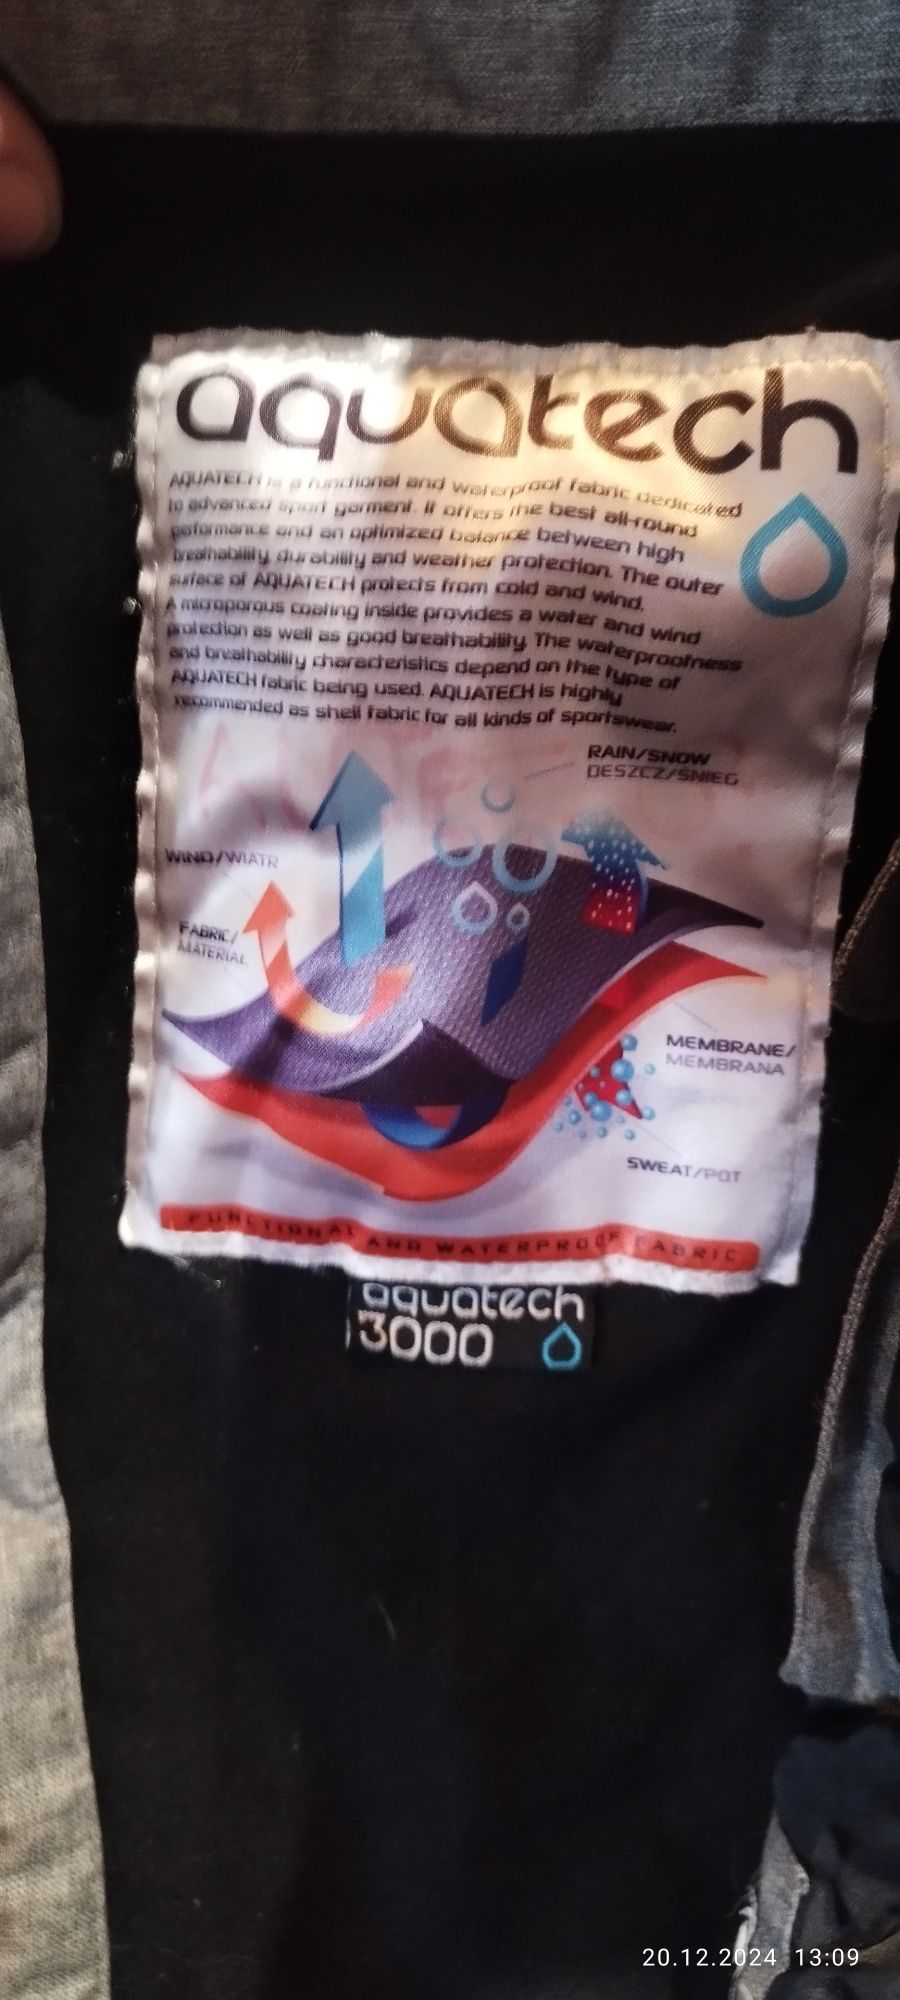 aquatech
AQUATECH is a functional and waterproof fabric dedicated
to advanced sport garment. It offers the best all-round
peformance and an optimized balance between high
breathability, durability and weather protection. The outer
surface of AQUATECH protects from cold and wind.
A microporous coating inside provides a water and wind
protection as well as good breathability. The waterproofness
and breathability characteristics depend on the type of
AQUATECH fabric being used. AQUATECH is highly
recommended as shell fabric for all kinds of sportswear.
RAIN/SNOW
DESZCZ/ŚNIEG
WIND/WIATR
FABRIC/
MATERIAL
MEMBRANE/
MEMBRANA
SWEAT/POT
FUNCTIONAL AND WATERPROOF FABRIC
aquatech
3000
20.12.2024 13:09